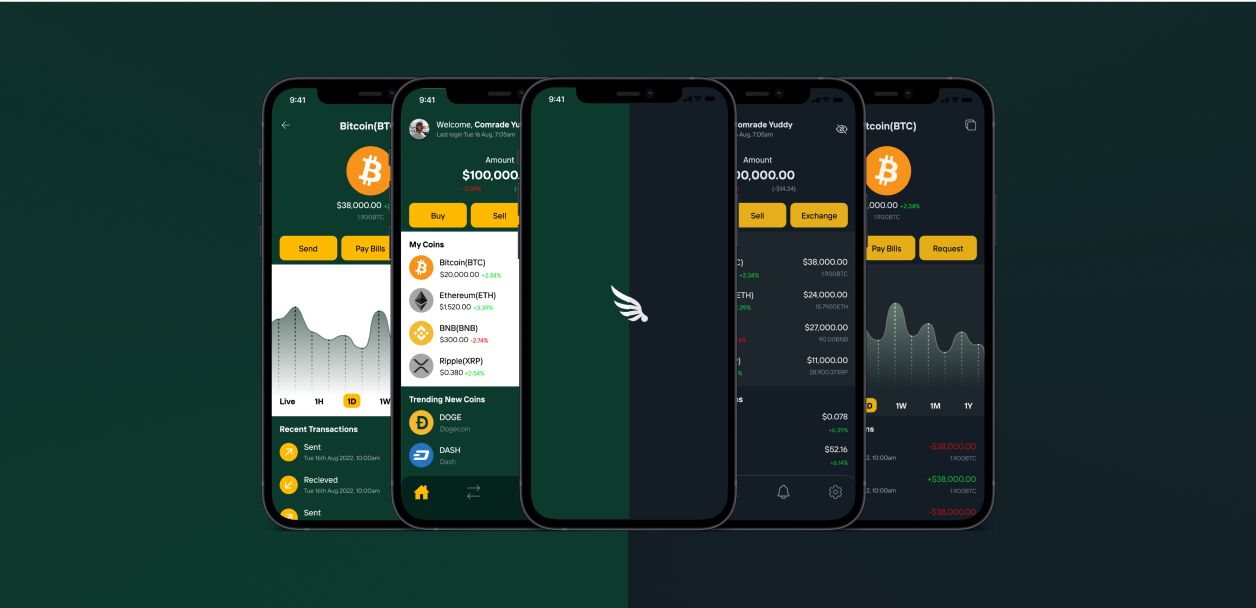 9:41
Bitcoin(BT
$38,000.00
1.900BTC
Send
Pay Bills
Live 1H 1D 1W
Recent Transactions
Sent
Tue 16th Aug 2022, 10:00am
Recieved
Tue 16th Aug 2022, 10:00am
Sent
9:41
Welcome, Comrade Yu
Last login Tue 16 Aug, 7:05am
Amount
$100,000.
-0.34%
Buy
Sell
My Coins
Bitcoin(BTC)
$20,000.00 +2.34%
Ethereum(ETH)
$1,520.00 +3.39%
BNB(BNB)
$300.00 -2.74%
Ripple(XRP)
$0.380 +2.54%
Trending New Coins
DOGE
Dogecoin
DASH
Dash
9:41
omrade Yuddy
Aug, 7:05am
Amount
00,000.00
(-$14.34)
Sell
Exchange
C)
$38,000.00
+2.34%
1.900BTC
ETH)
$24,000.00
.39%
15.7900ETH
$27,000.00
90.00BNB
)
$11,000.00
28,900.37XRP
ns
$0.078
+6.39%
$52.16
+6.14%
tcoin(BTC)
,000.00 +2.34%
1.900BTC
Pay Bills
Request
D 1W 1M 1Y
ns
-$38,000.00
2, 10:00am
1.900BTC
+$38,000.00
2, 10:00am
1.900BTC
-$38,000.00